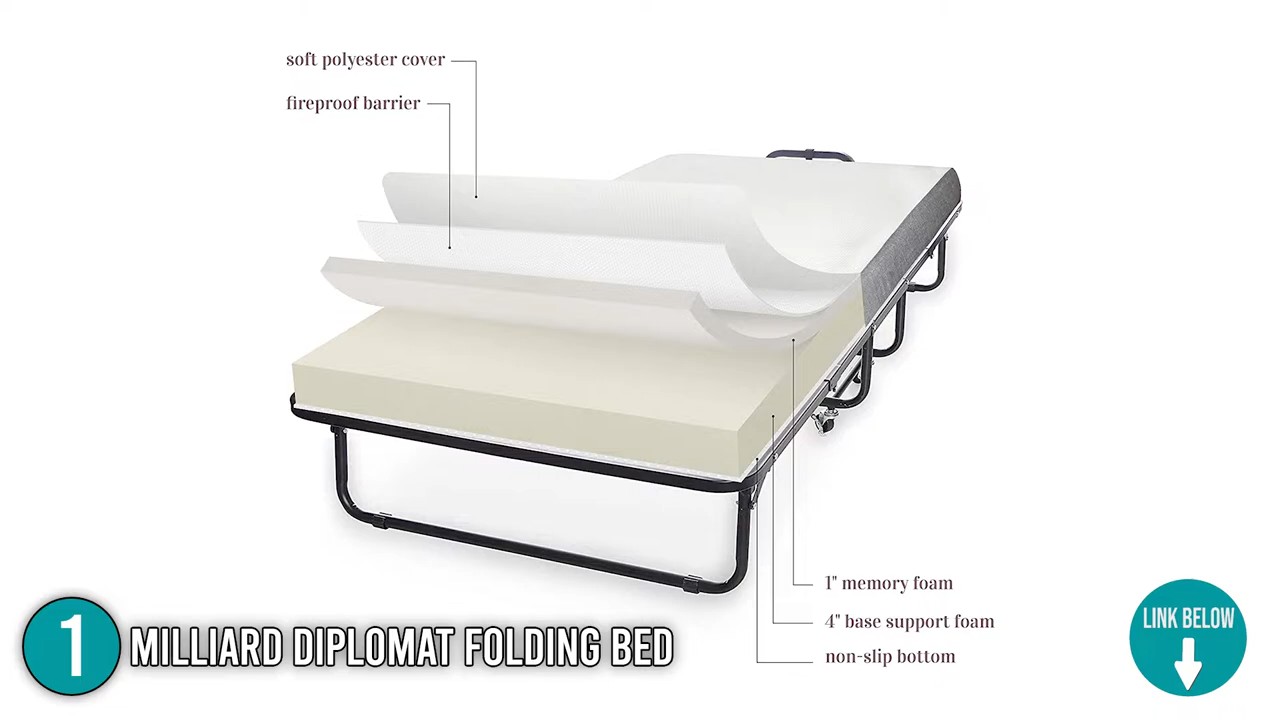 soft polyester cover
fireproof barrier
1" memory foam
4" base support foam
non-slip bottom
1 MILLIARD DIPLOMAT FOLDING BED
LINK BELOW